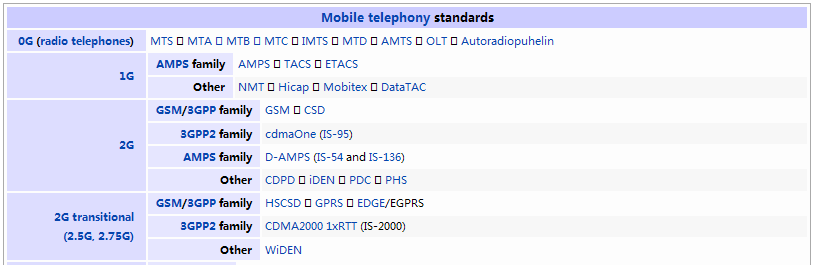 Mobile telephony standards
0G (radio telephones) MTS □ MTA □ MTB □ MTC □ IMTS □ MTD □ AMTS □ OLT □ Autoradiopuhelin
1G
AMPS family AMPS □ TACS □ ETACS
Other NMT □ Hicap □ Mobitex □ DataTAC
2G
GSM/3GPP family GSM □ CSD
3GPP2 family cdmaOne (IS-95)
AMPS family D-AMPS (IS-54 and IS-136)
Other CDPD □ iDEN □ PDC □ PHS
2G transitional
(2.5G, 2.75G)
GSM/3GPP family HSCSD □ GPRS □ EDGE/EGPRS
3GPP2 family CDMA2000 1xRTT (IS-2000)
Other WiDEN